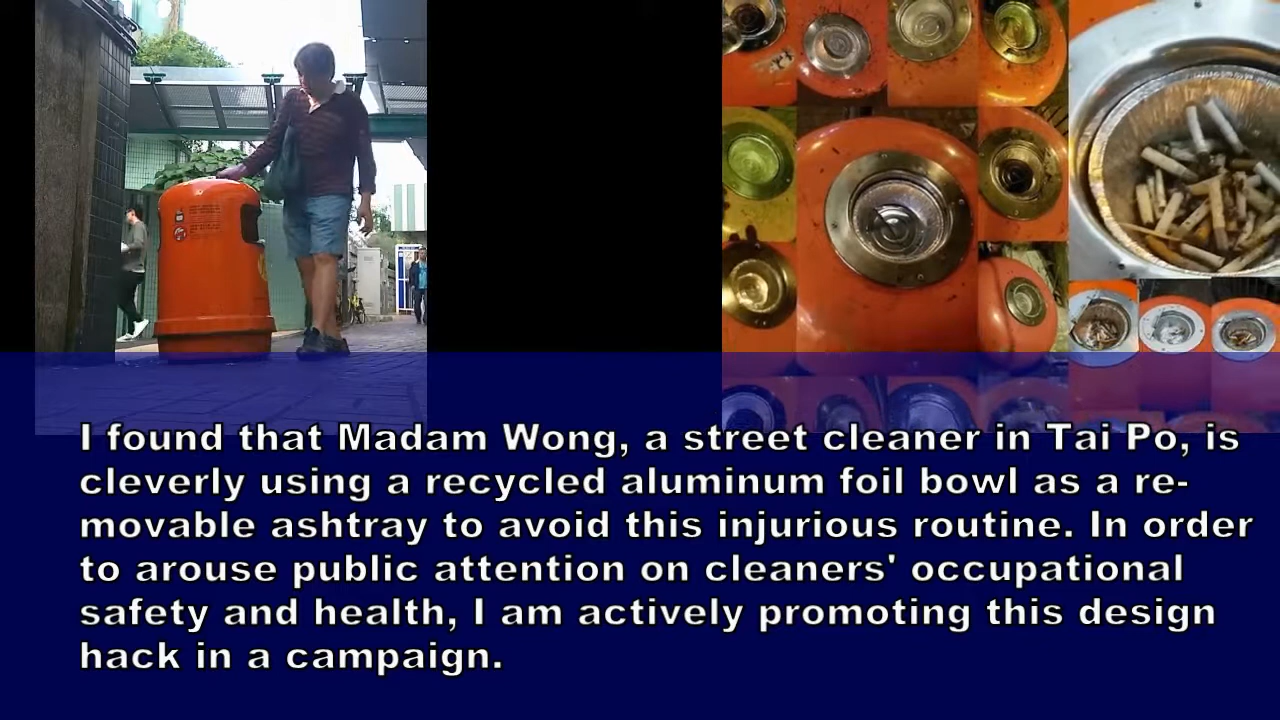 I found that Madam Wong, a street cleaner in Tai Po, is
cleverly using a recycled aluminum foil bowl as a re-
movable ashtray to avoid this injurious routine. In order
to arouse public attention on cleaners' occupational
safety and health, I am actively promoting this design
hack in a campaign.